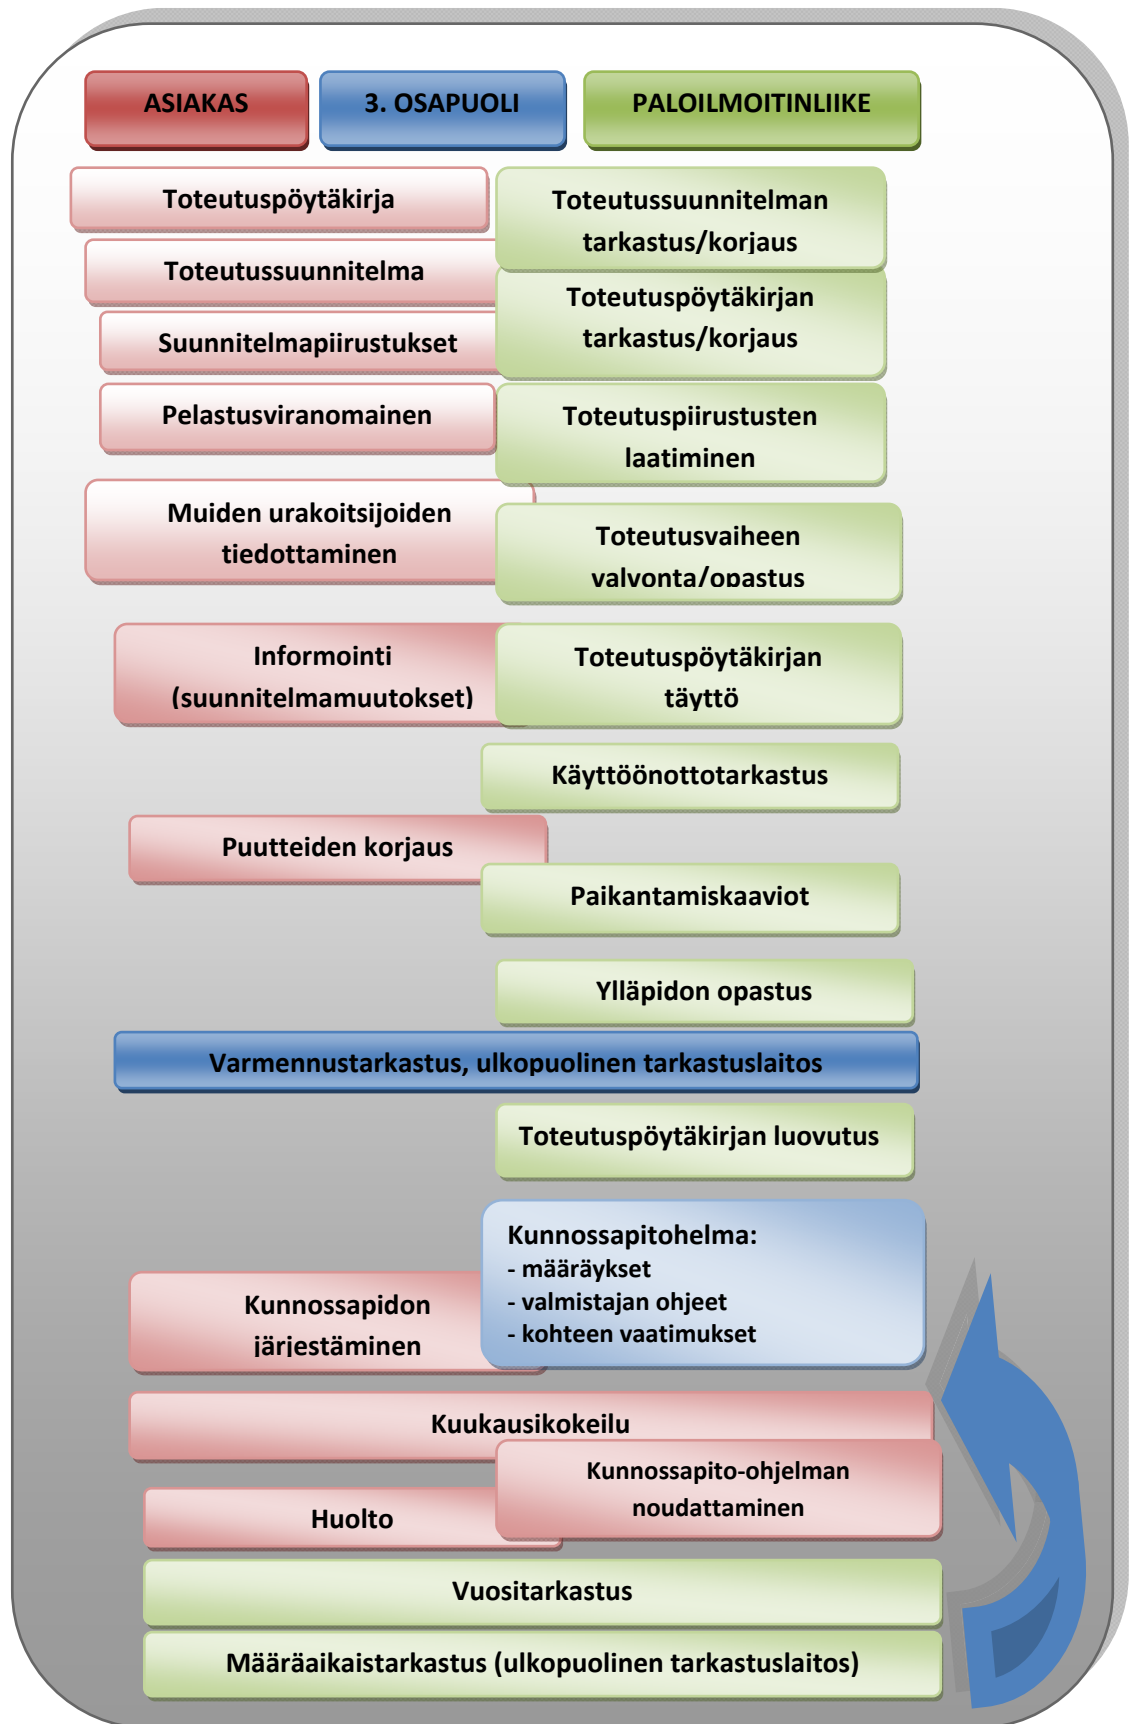 ASIAKAS
3. OSAPUOLI
PALOILMOITINLIIKE
Toteutuspöytäkirja
Toteutussuunnitelman
tarkastus/korjaus
Toteutussuunnitelma
Toteutuspöytäkirjan
tarkastus/korjaus
Suunnitelmapiirustukset
Pelastusviranomainen
Toteutuspiirustusten
laatiminen
Muiden urakoitsijoiden
tiedottaminen
Toteutusvaiheen
valvonta/opastus
Informointi
(suunnitelmamuutokset)
Toteutuspöytäkirjan
täyttö
Käyttöönottotarkastus
Puutteiden korjaus
Paikantamiskaaviot
Ylläpidon opastus
Varmennustarkastus, ulkopuolinen tarkastuslaitos
Toteutuspöytäkirjan luovutus
Kunnossapitohelma:
- määräykset
- valmistajan ohjeet
- kohteen vaatimukset
Kunnossapidon
järjestäminen
Kuukausikokeilu
Kunnossapito-ohjelman
noudattaminen
Huolto
Vuositarkastus
Määräaikaistarkastus (ulkopuolinen tarkastuslaitos)